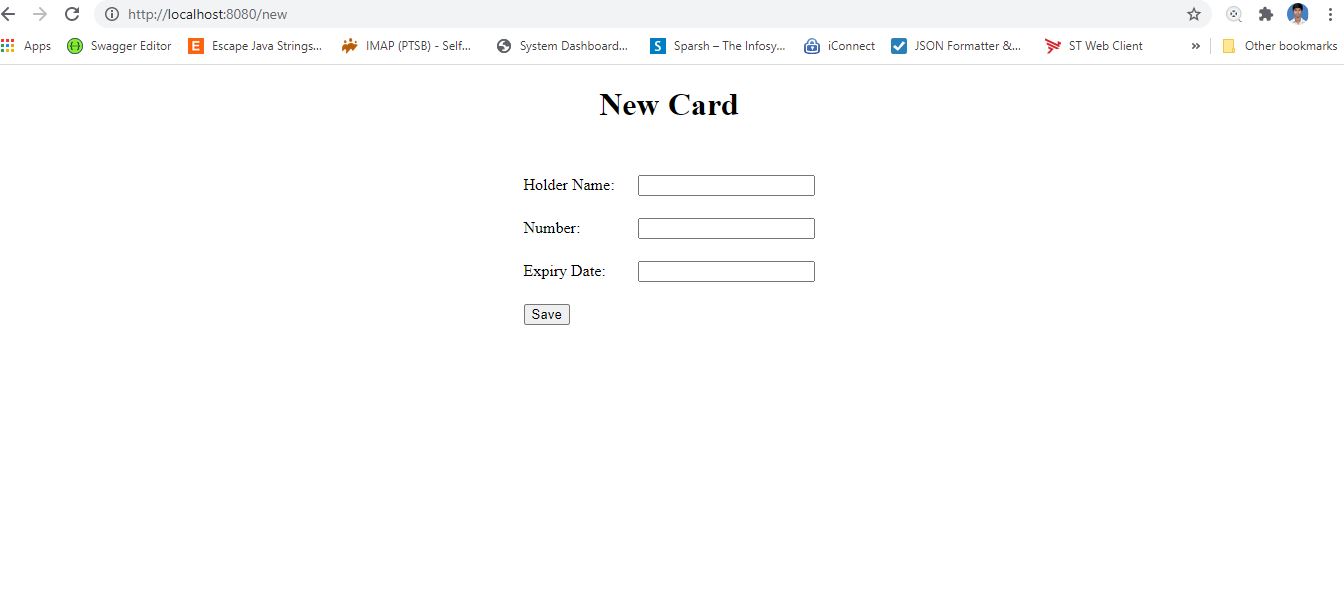 http://localhost:8080/new
Apps Swagger Editor E Escape Java Strings... IMAP (PTSB) - Self... System Dashboard... S Sparsh – The Infosy... iConnect JSON Formatter &... ST Web Client » Other bookmarks
New Card
Holder Name:
Number:
Expiry Date:
Save